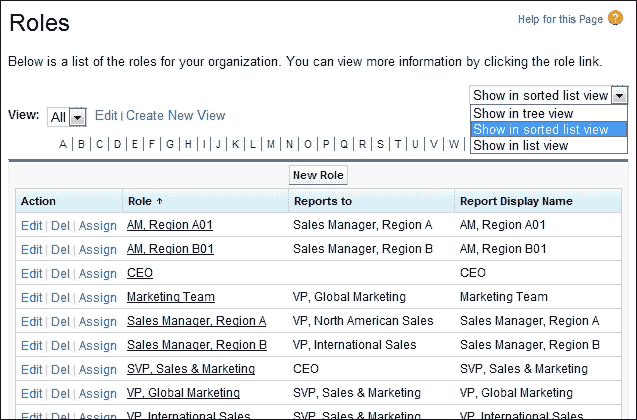 Roles
Help for this Page ?
Below is a list of the roles for your organization. You can view more information by clicking the role link.
Show in sorted list view
View: All Edit | Create New View
Show in tree view
Show in sorted list view
Show in list view
A | B | C | D | E | F | G | H | I | J | K | L | M | N | O | P | Q | R | S | T | U | V | W
New Role
Action Role ↑ Reports to Report Display Name
Edit | Del | Assign AM, Region A01 Sales Manager, Region A AM, Region A01
Edit | Del | Assign AM, Region B01 Sales Manager, Region B AM, Region B01
Edit | Del | Assign CEO CEO
Edit | Del | Assign Marketing Team VP, Global Marketing Marketing Team
Edit | Del | Assign Sales Manager, Region A VP, North American Sales Sales Manager, Region A
Edit | Del | Assign Sales Manager, Region B VP, International Sales Sales Manager, Region B
Edit | Del | Assign SVP, Sales & Marketing CEO SVP, Sales & Marketing
Edit | Del | Assign VP, Global Marketing SVP, Sales & Marketing VP, Global Marketing
Edit | Del | Assign VP, International Sales SVP, Sales & Marketing VP, International Sales